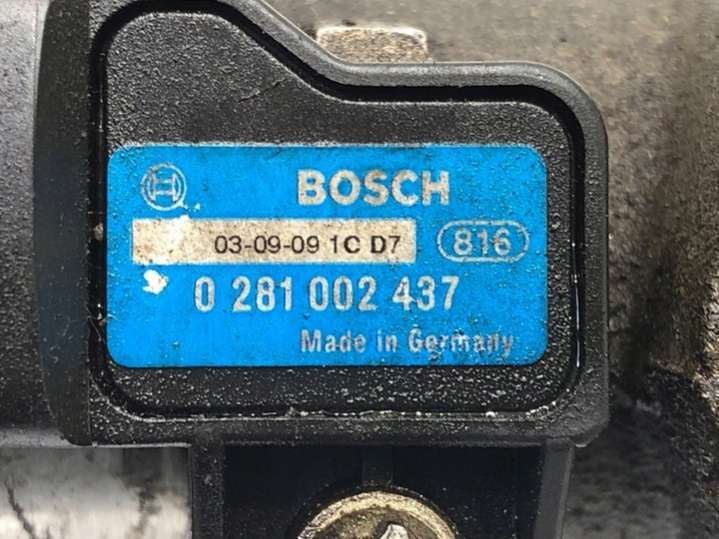 BOSCH
03-09-09 1C D7 816
0 281 002 437
Made in Germany